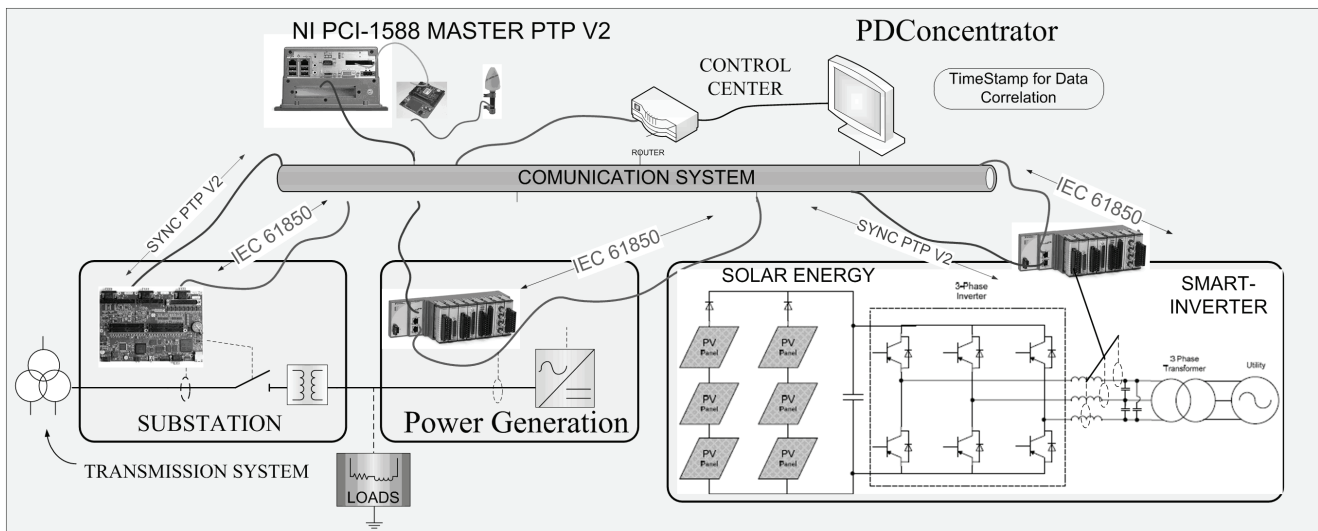 NI PCI-1588 MASTER PTP V2
PDConcentrator
CONTROL
CENTER
TimeStamp for Data
Correlation
ROUTER
COMUNICATION SYSTEM
SYNC PTP V2
IEC 61850
IEC 61850
SYNC PTP V2
IEC 61850
SUBSTATION
Power Generation
TRANSMISSION SYSTEM
LOADS
SOLAR ENERGY
SMART-
INVERTER
3-Phase
Inverter
PV
Panel
PV
Panel
PV
Panel
PV
Panel
PV
Panel
PV
Panel
3 Phase
Transformer
Utility